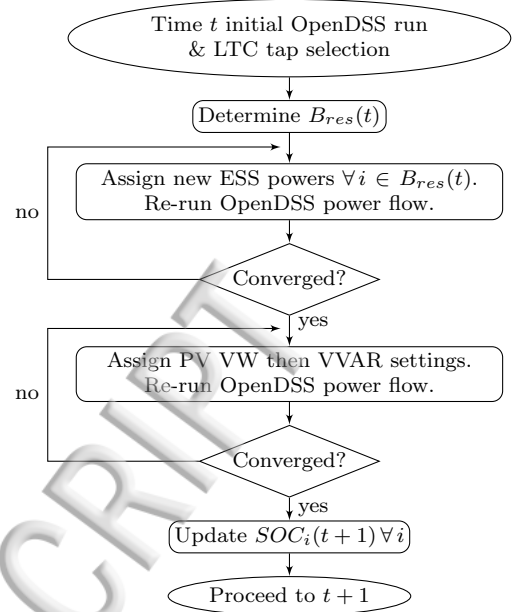 Time t initial OpenDSS run
& LTC tap selection
Determine B_res(t)
Assign new ESS powers ∀ i ∈ B_res(t).
Re-run OpenDSS power flow.
no
Converged?
yes
Assign PV VW then VVAR settings.
Re-run OpenDSS power flow.
no
Converged?
yes
Update SOC_i(t + 1) ∀ i
Proceed to t + 1
CRIPT